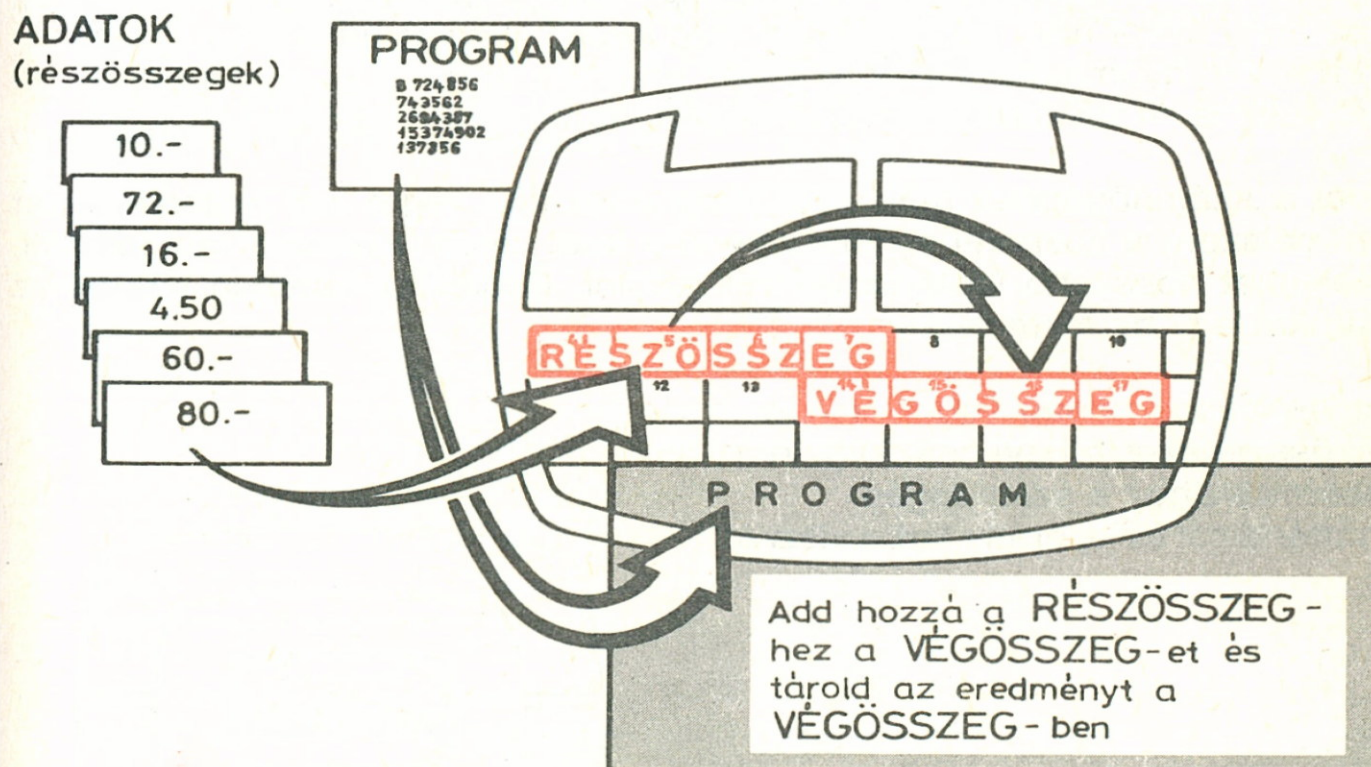 ADATOK
(részösszegek)
10.-
72.-
16.-
4.50
60.-
80.-
PROGRAM
B 724856
743562
2684387
15374902
137856
RÉSZÖSSZEG
8
10
12
13
VÉGÖSSZEG
PROGRAM
Add hozzá a RÉSZÖSSZEG-
hez a VÉGÖSSZEG-et és
tárold az eredményt a
VÉGÖSSZEG-ben